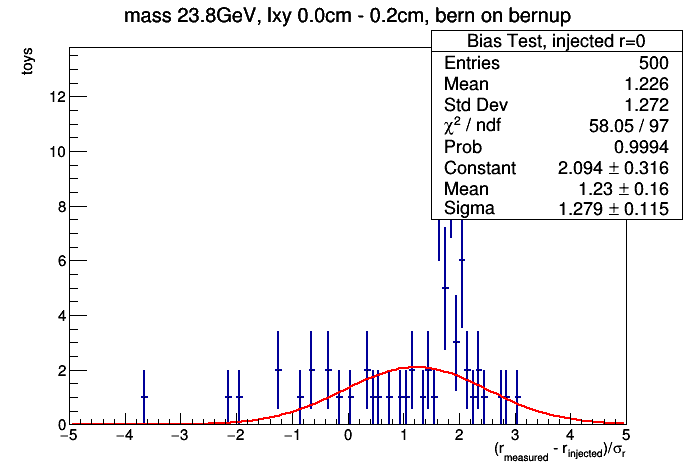 mass 23.8GeV, lxy 0.0cm - 0.2cm, bern on bernup
Bias Test, injected r=0
Entries 500
Mean 1.226
Std Dev 1.272
χ² / ndf 58.05 / 97
Prob 0.9994
Constant 2.094 ± 0.316
Mean 1.23 ± 0.16
Sigma 1.279 ± 0.115
toys
12
10
8
6
4
2
0
−5 −4 −3 −2 −1 0 1 2 3 4 5
(r_measured - r_injected)/σ_r